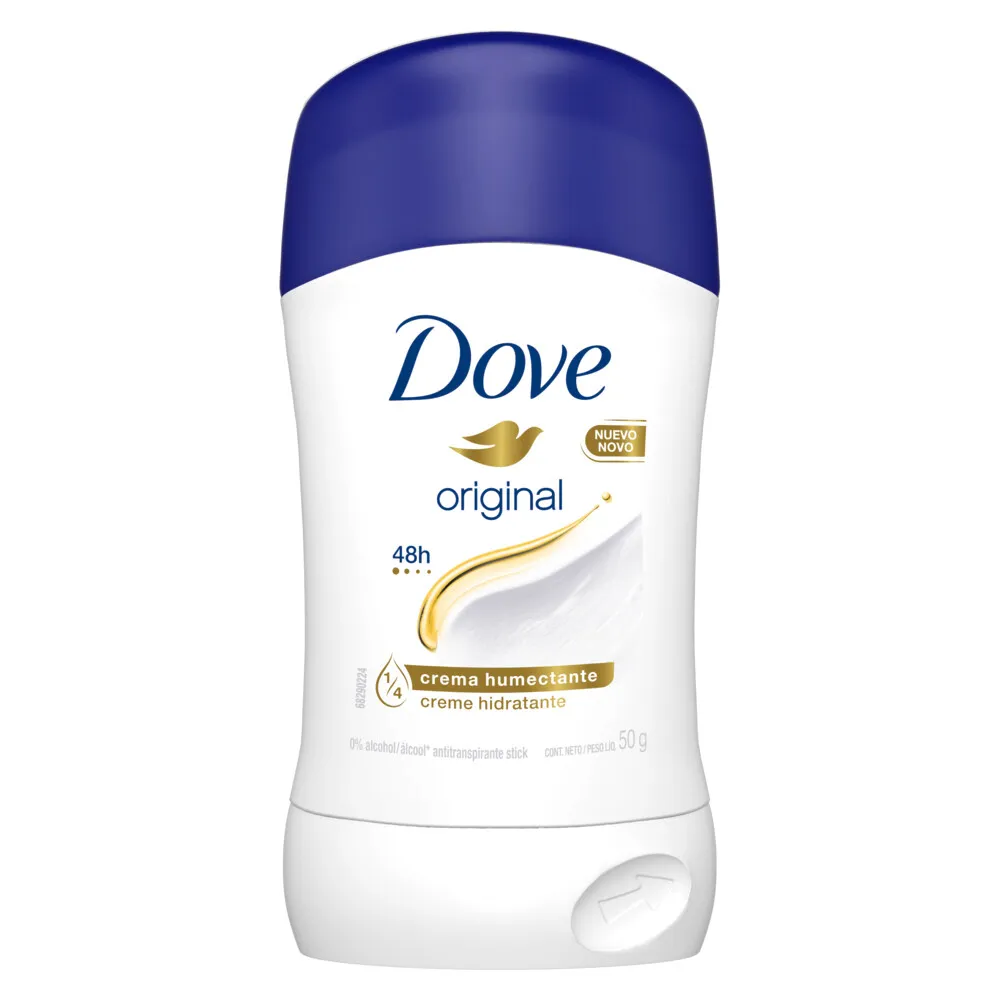 Dove
NUEVO
NOVO
original
48h
1/4
crema humectante
creme hidratante
68290224
0% alcohol/álcool* antitranspirante stick
CONT. NETO / PESO LÍQ. 50 g